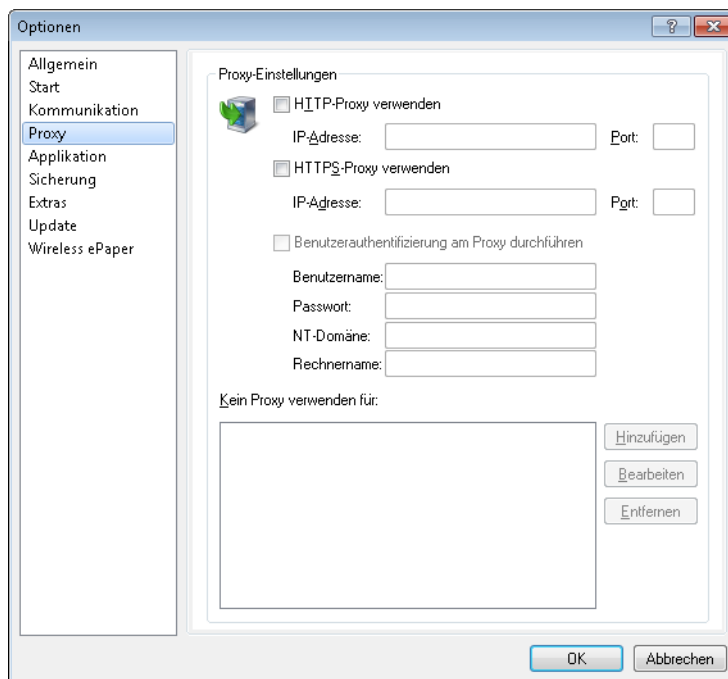 Optionen
Allgemein
Start
Kommunikation
Proxy
Applikation
Sicherung
Extras
Update
Wireless ePaper
Proxy-Einstellungen
HTTP-Proxy verwenden
IP-Adresse: Port:
HTTPS-Proxy verwenden
IP-Adresse: Port:
Benutzerauthentifizierung am Proxy durchführen
Benutzername:
Passwort:
NT-Domäne:
Rechnername:
Kein Proxy verwenden für:
Hinzufügen
Bearbeiten
Entfernen
OK Abbrechen